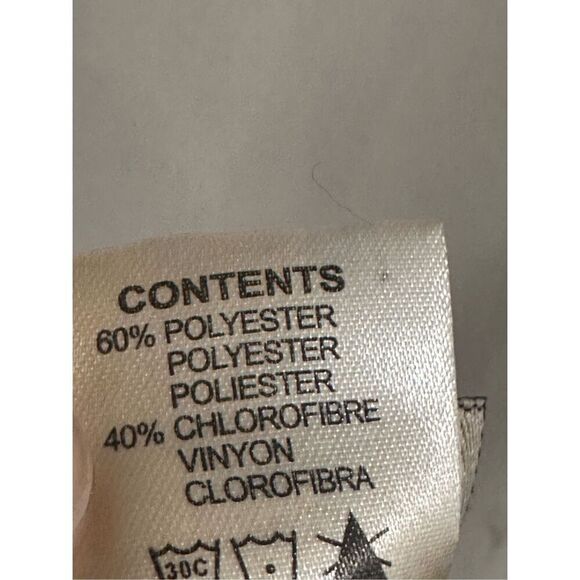 CONTENTS
60% POLYESTER
POLYESTER
POLIESTER
40% CHLOROFIBRE
VINYON
CLOROFIBRA
30C